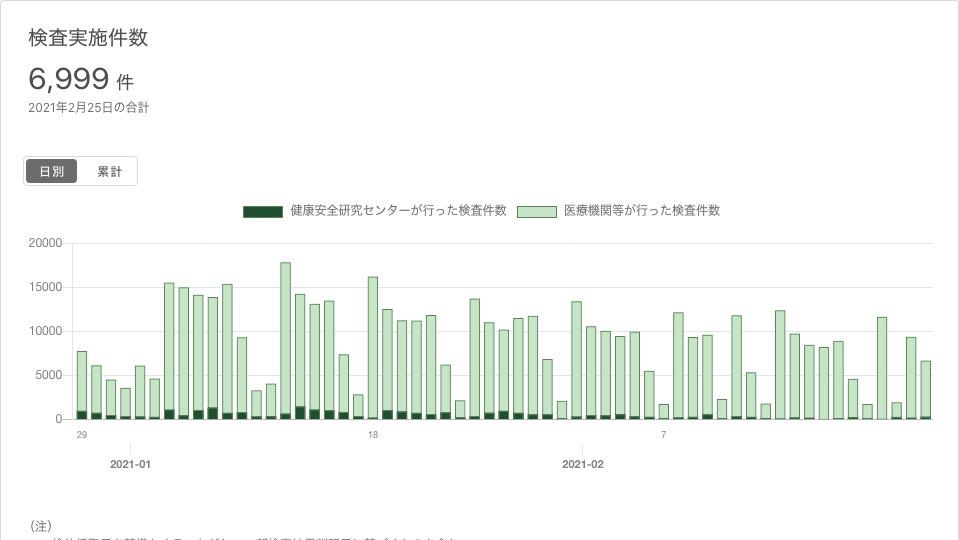 検査実施件数
6,999 件
2021年2月25日の合計
日別 累計
健康安全研究センターが行った検査件数 医療機関等が行った検査件数
20000
15000
10000
5000
0
29 18 7
2021-01 2021-02
（注）